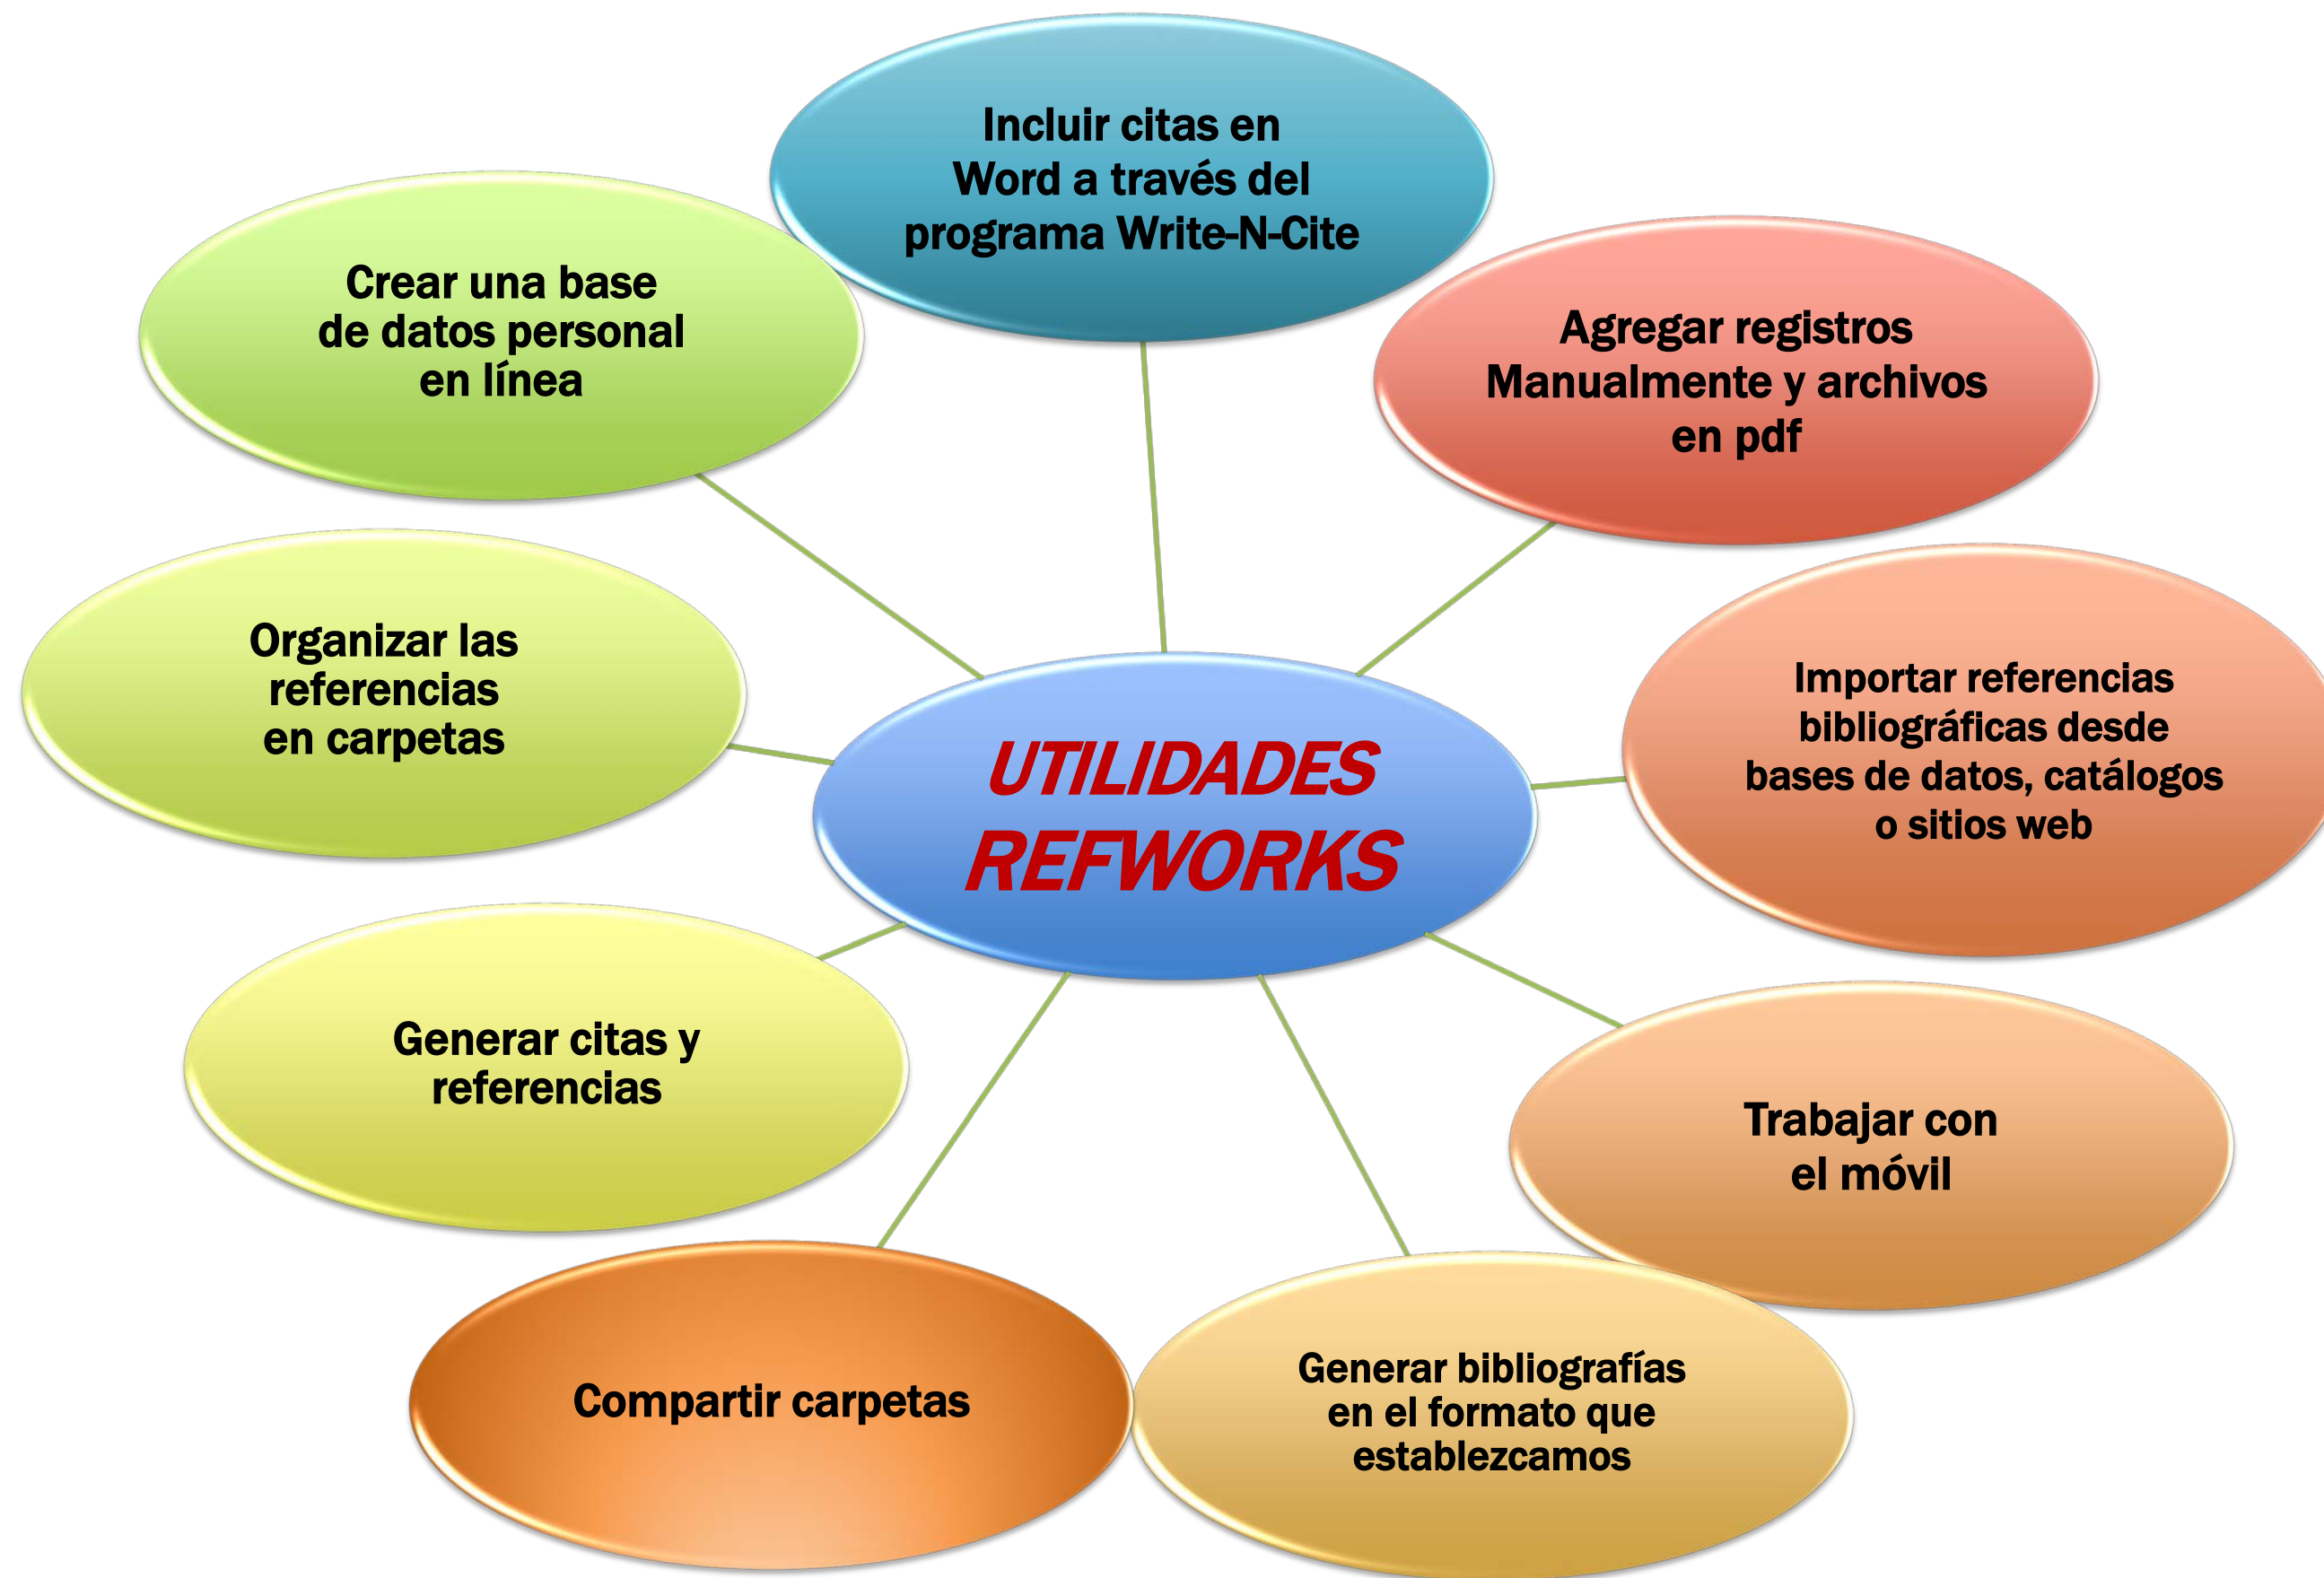 Incluir citas en
Word a través del
programa Write-N-Cite
Crear una base
de datos personal
en línea
Agregar registros
Manualmente y archivos
en pdf
Organizar las
referencias
en carpetas
Importar referencias
bibliográficas desde
bases de datos, catálogos
o sitios web
UTILIDADES
REFWORKS
Generar citas y
referencias
Trabajar con
el móvil
Compartir carpetas
Generar bibliografías
en el formato que
establezcamos